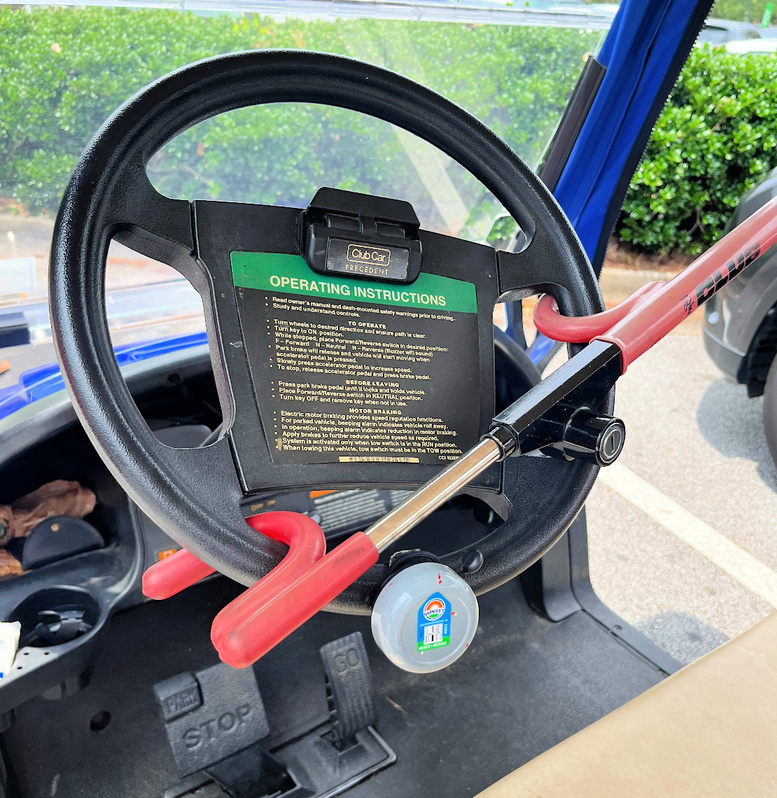 Club Car
PRECEDENT
OPERATING INSTRUCTIONS
• Read owner's manual and dash-mounted safety warnings prior to driving.
• Study and understand controls.
TO OPERATE
• Turn wheels to desired direction and ensure path is clear.
• Turn key to ON position.
• While stopped, place Forward/Reverse switch in desired position:
F - Forward N - Neutral R - Reverse (Buzzer will sound)
• Park brake will release and vehicle will start moving when
accelerator pedal is pressed.
• Slowly press accelerator pedal to increase speed.
• To stop, release accelerator pedal and press brake pedal.
BEFORE LEAVING
• Press park brake pedal until it locks and holds vehicle.
• Place Forward/Reverse switch in NEUTRAL position.
• Turn key OFF and remove key when not in use.
MOTOR BRAKING
• Electric motor braking provides speed regulation functions.
• For parked vehicle, beeping alarm indicates vehicle roll away.
• In operation, beeping alarm indicates reduction in motor braking.
• Apply brakes to further reduce vehicle speed as required.
• System is activated only when tow switch is in the RUN position.
• When towing this vehicle, tow switch must be in the TOW position.
CCI
THE CLUB
SUNSET
PARK
STOP
GO